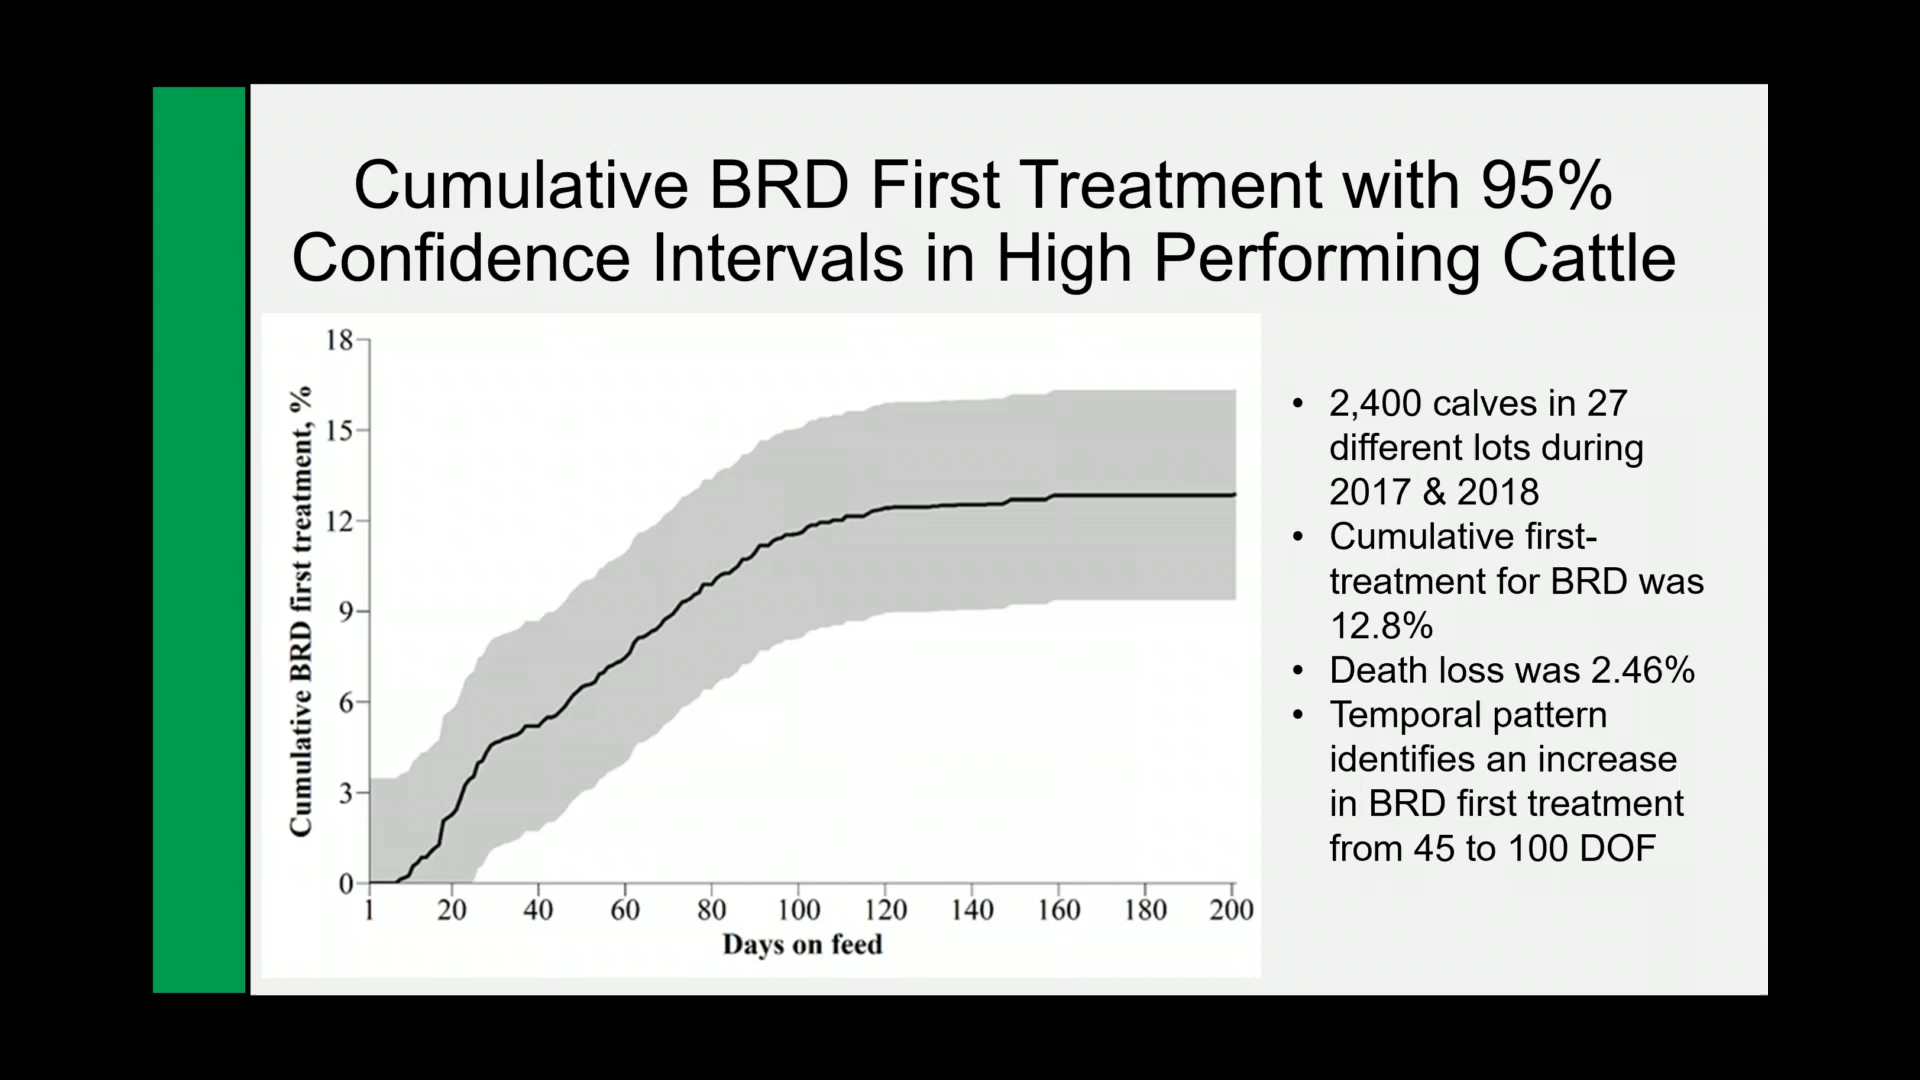 Cumulative BRD First Treatment with 95%
Confidence Intervals in High Performing Cattle
Cumulative BRD first treatment, %
18
15
12
9
6
3
0
1 20 40 60 80 100 120 140 160 180 200
Days on feed
• 2,400 calves in 27
different lots during
2017 & 2018
• Cumulative first-
treatment for BRD was
12.8%
• Death loss was 2.46%
• Temporal pattern
identifies an increase
in BRD first treatment
from 45 to 100 DOF